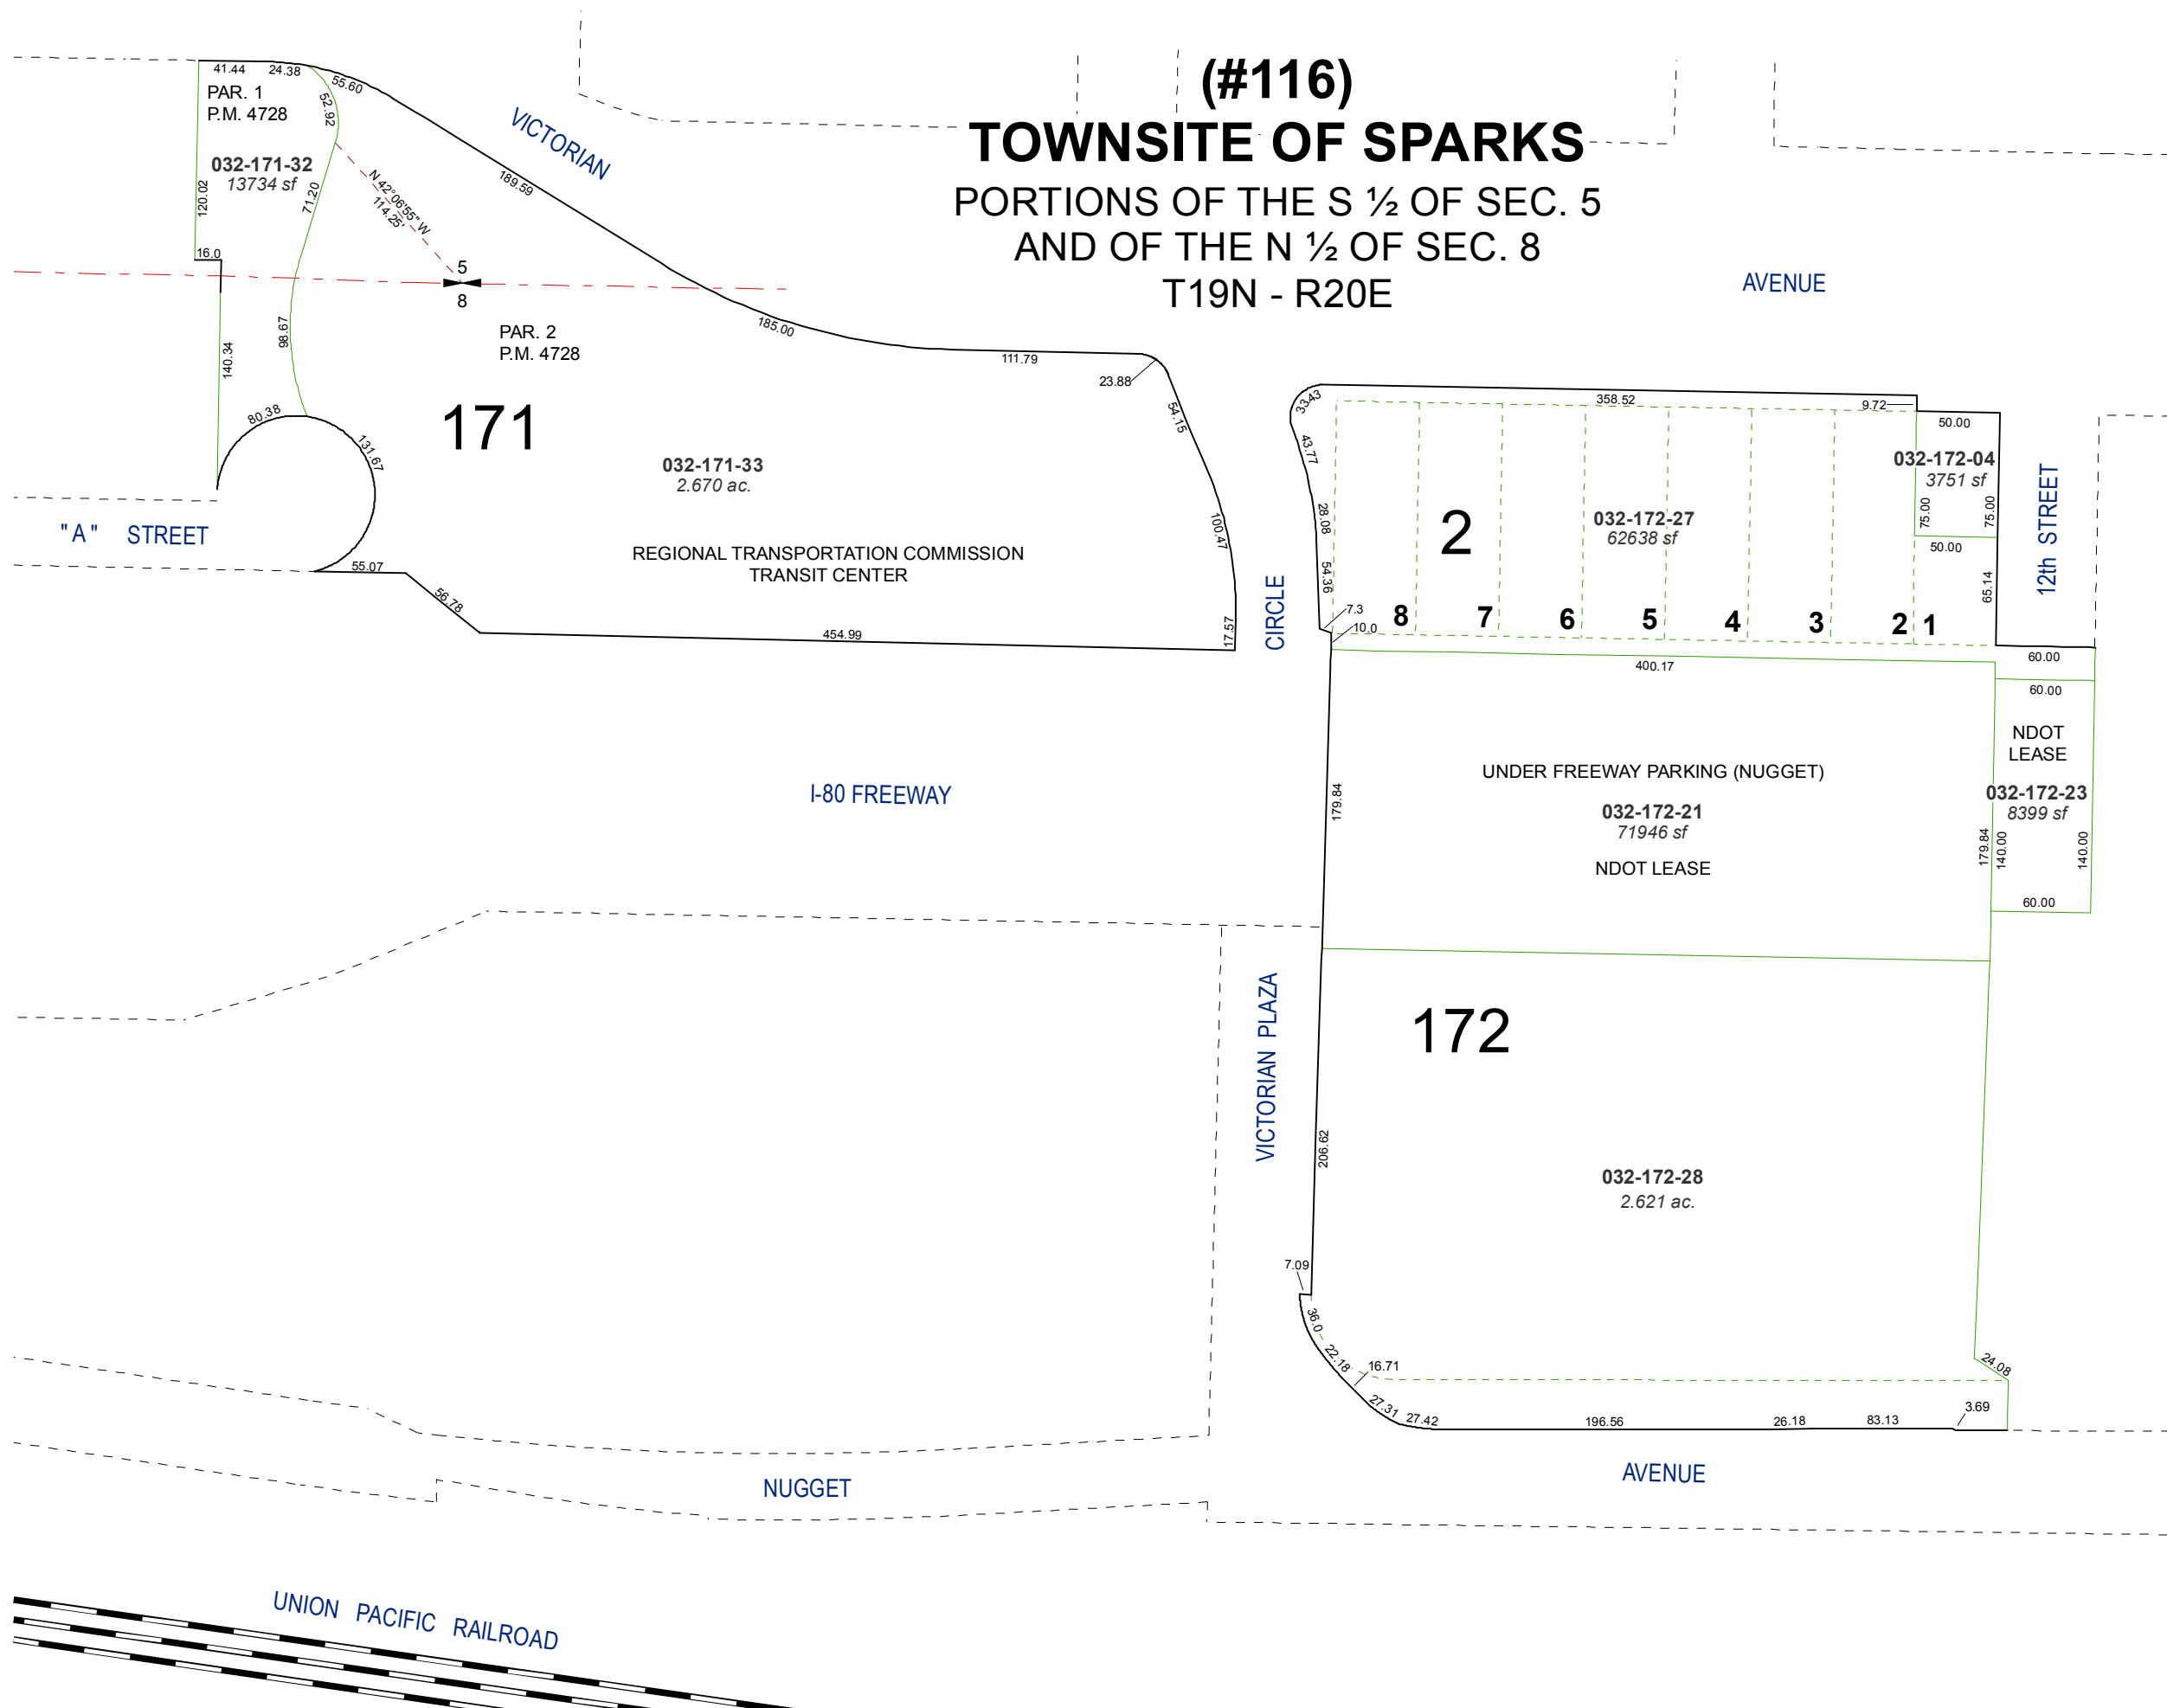 (#116)
TOWNSITE OF SPARKS
PORTIONS OF THE S ½ OF SEC. 5
AND OF THE N ½ OF SEC. 8
T19N - R20E
41.44
24.38
55.60
52.92
PAR. 1
P.M. 4728
032-171-32
13734 sf
120.02
71.20
16.0
N 42°06'55" W
114.25'
VICTORIAN
189.59
AVENUE
5
8
PAR. 2
P.M. 4728
98.67
140.34
185.00
111.79
23.88
54.15
80.38
131.67
171
032-171-33
2.670 ac.
100.47
"A" STREET
REGIONAL TRANSPORTATION COMMISSION
TRANSIT CENTER
55.07
56.78
454.99
17.57
CIRCLE
33.43
358.52
9.72
50.00
43.77
28.08
54.36
2
032-172-27
62638 sf
032-172-04
3751 sf
75.00
75.00
50.00
65.14
12th STREET
7.3
10.0
8
7
6
5
4
3
2
1
60.00
400.17
60.00
NDOT
LEASE
032-172-23
8399 sf
179.84
140.00
140.00
60.00
I-80 FREEWAY
179.84
UNDER FREEWAY PARKING (NUGGET)
032-172-21
71946 sf
NDOT LEASE
VICTORIAN PLAZA
172
206.62
032-172-28
2.621 ac.
7.09
36.0
22.18
16.71
27.31
27.42
196.56
26.18
83.13
3.69
24.08
NUGGET
AVENUE
UNION PACIFIC RAILROAD